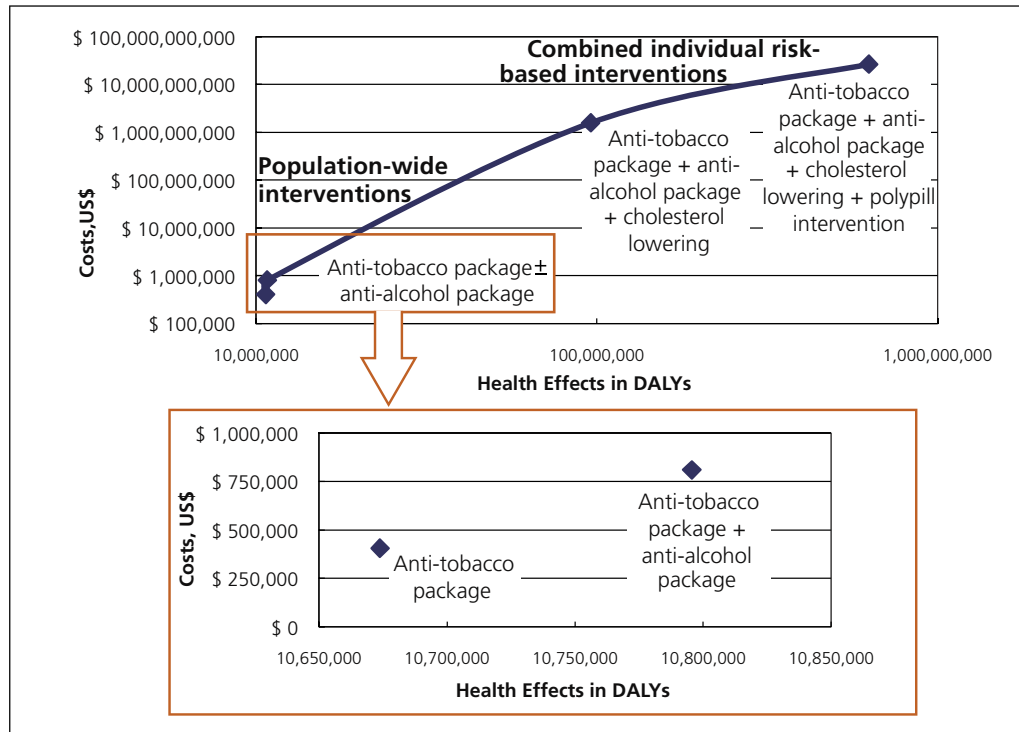 $ 100,000,000,000
$ 10,000,000,000
$ 1,000,000,000
$ 100,000,000
$ 10,000,000
$ 1,000,000
$ 100,000
Costs,US$
Combined individual risk-
based interventions
Population-wide
interventions
Anti-tobacco
package + anti-
alcohol package
+ cholesterol
lowering
Anti-tobacco
package + anti-
alcohol package
+ cholesterol
lowering + polypill
intervention
Anti-tobacco package±
anti-alcohol package
10,000,000
100,000,000
1,000,000,000
Health Effects in DALYs
$ 1,000,000
$ 750,000
$ 500,000
$ 250,000
$ 0
Costs, US$
Anti-tobacco
package
Anti-tobacco
package +
anti-alcohol
package
10,650,000
10,700,000
10,750,000
10,800,000
10,850,000
Health Effects in DALYs